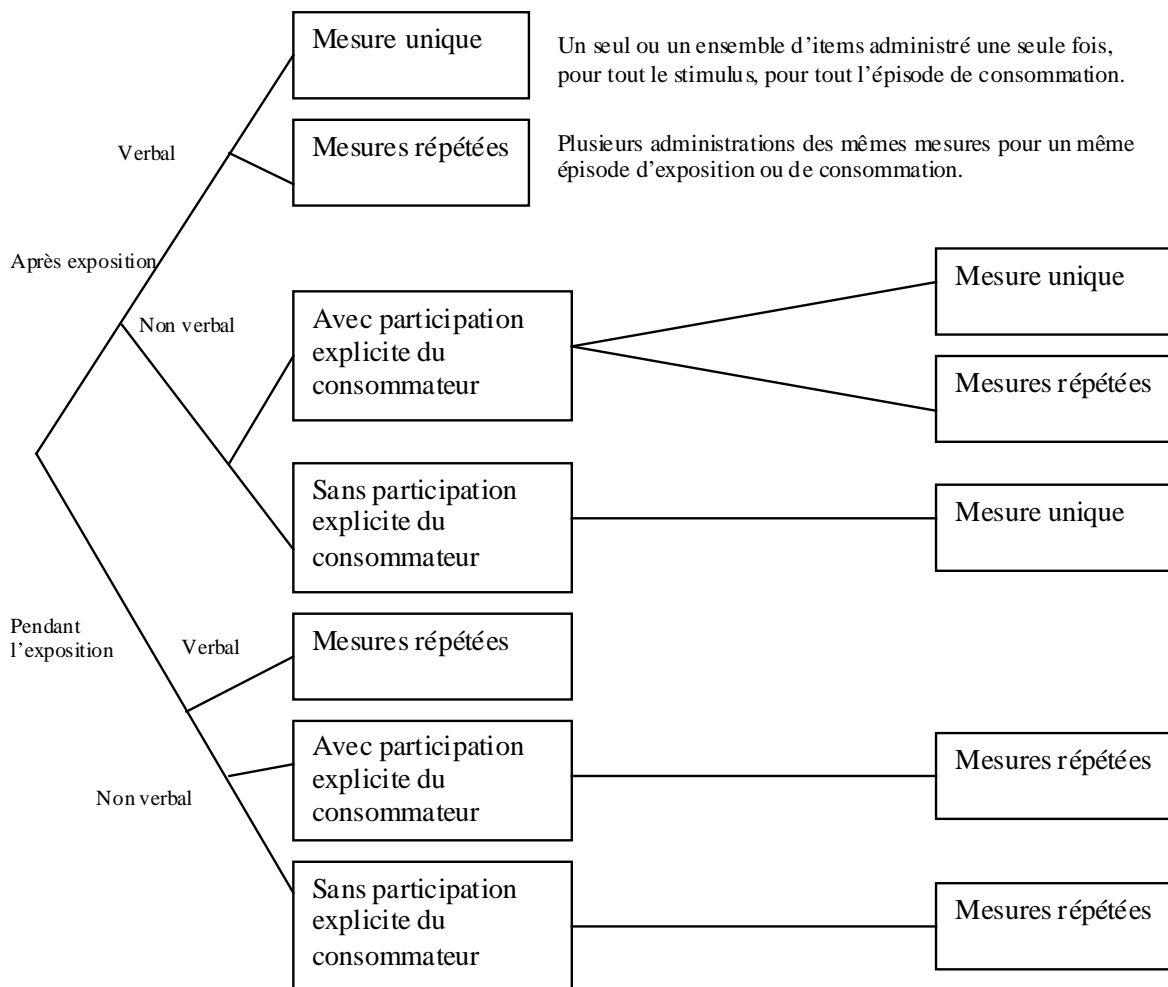 Mesure unique
Un seul ou un ensemble d'items administré une seule fois,
pour tout le stimulus, pour tout l'épisode de consommation.
Verbal
Mesures répétées
Plusieurs administrations des mêmes mesures pour un même
épisode d'exposition ou de consommation.
Après exposition
Non verbal
Avec participation
explicite du
consommateur
Mesure unique
Mesures répétées
Sans participation
explicite du
consommateur
Mesure unique
Pendant
l'exposition
Verbal
Mesures répétées
Non verbal
Avec participation
explicite du
consommateur
Mesures répétées
Sans participation
explicite du
consommateur
Mesures répétées